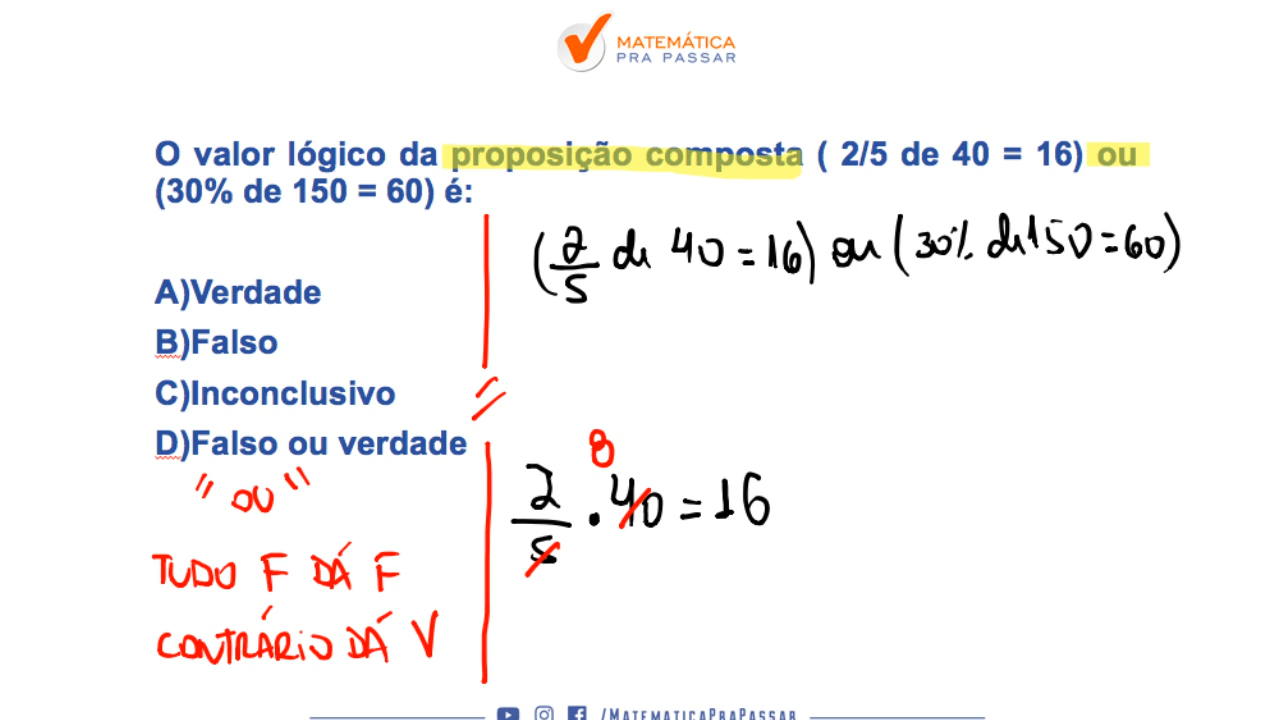 MATEMÁTICA
PRA PASSAR
O valor lógico da proposição composta ( 2/5 de 40 = 16) ou
(30% de 150 = 60) é:
(2/5 de 40 = 16) ou (30% de 150 = 60)
A)Verdade
B)Falso
C)Inconclusivo
D)Falso ou verdade
8
2/5 . 40 = 16
"OU"
TUDO F DÁ F
CONTRÁRIO DÁ V
/MATEMATICAPRAPASSAR